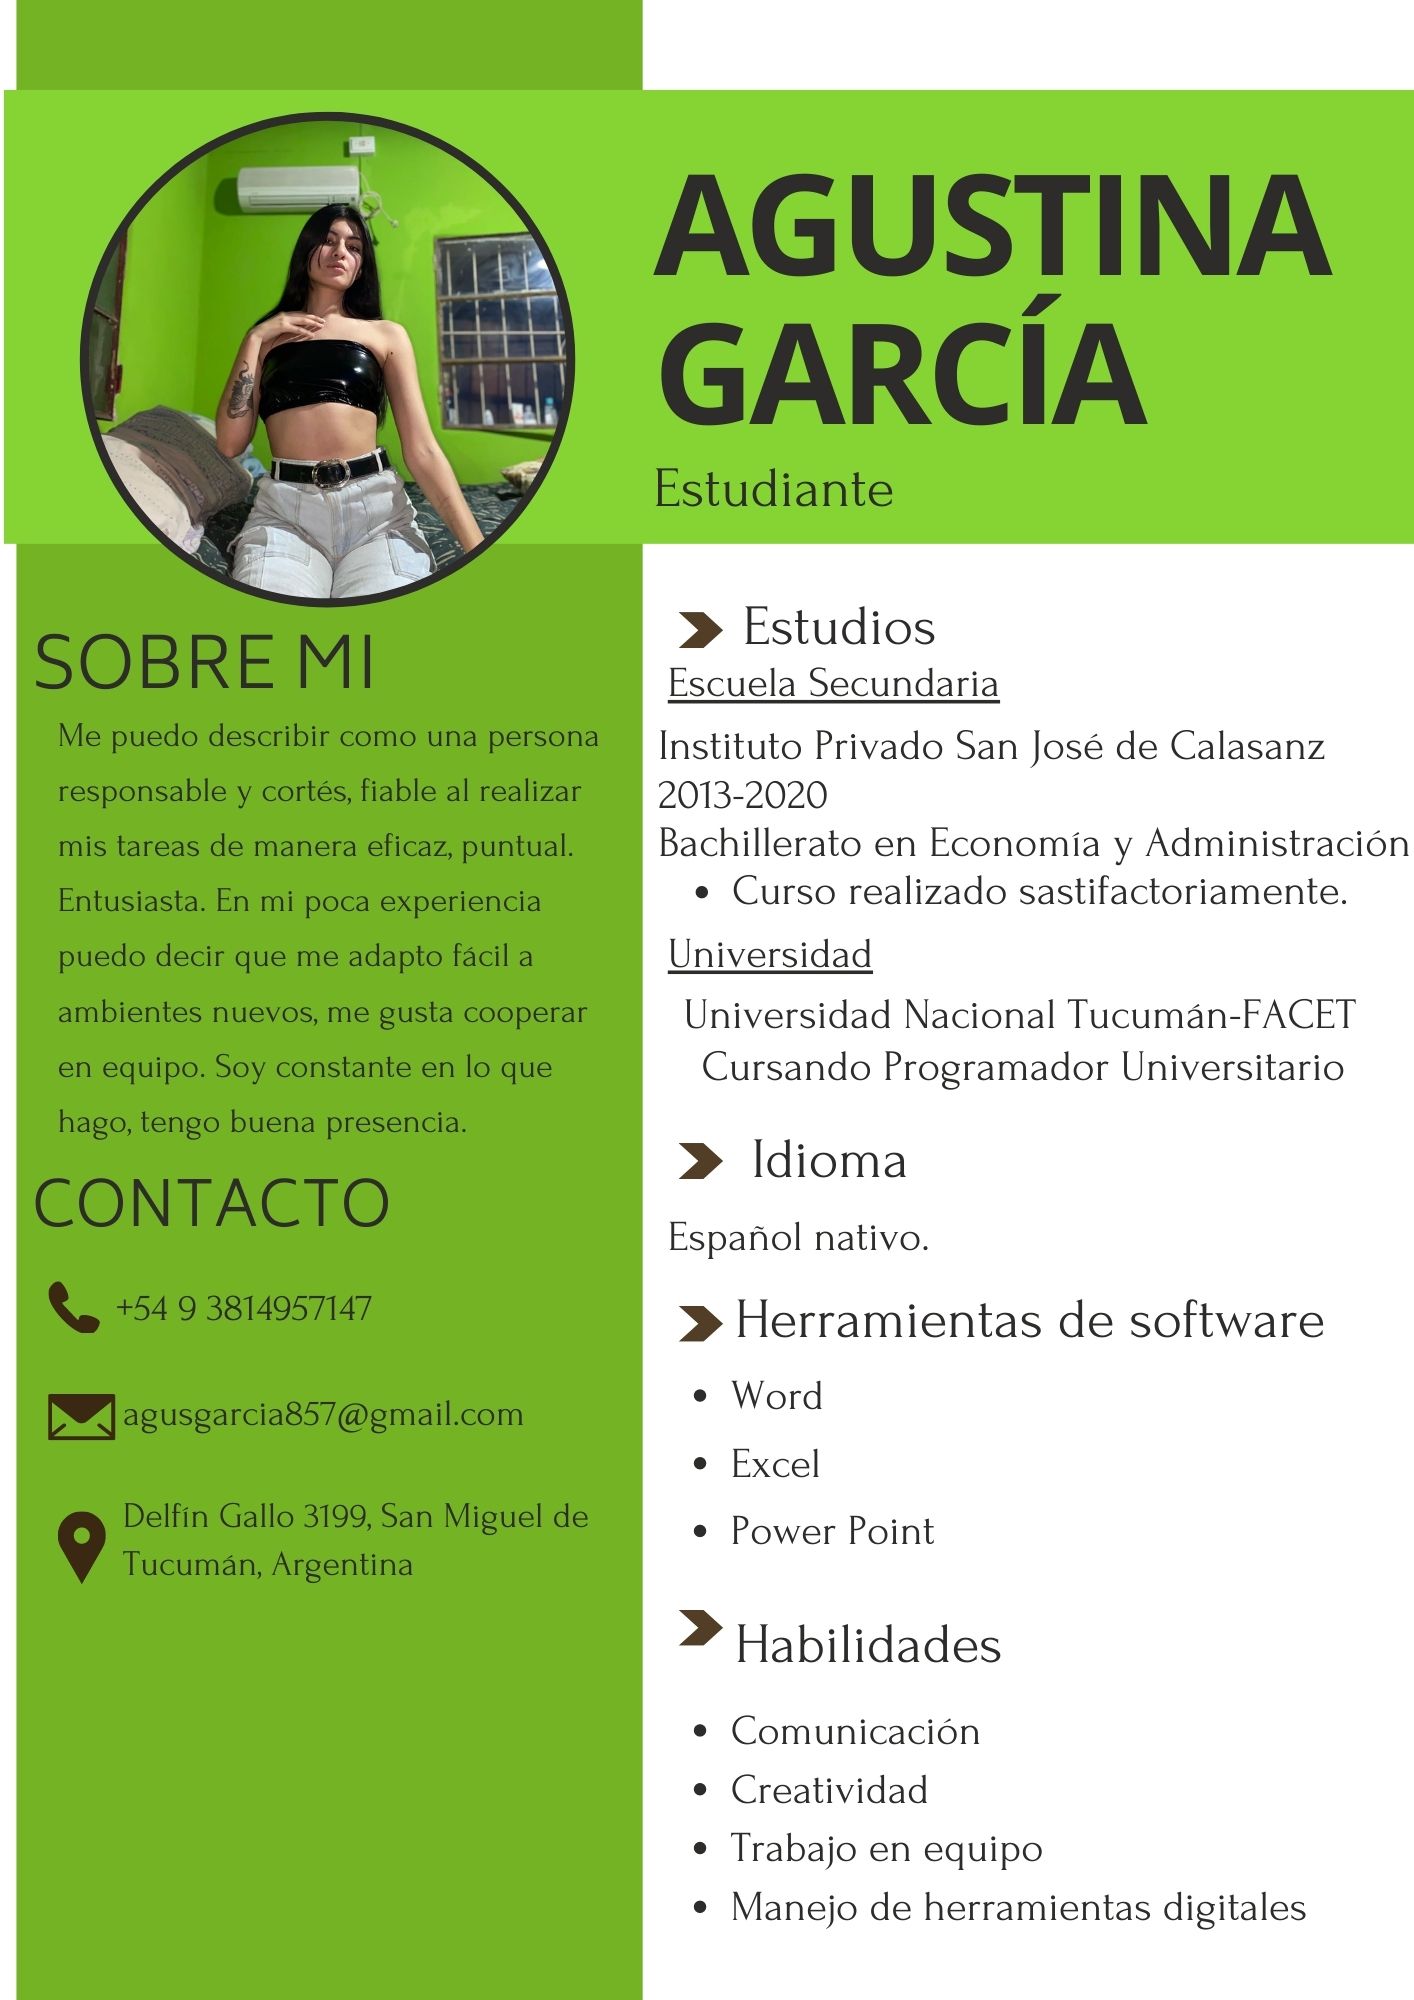 AGUSTINA
GARCÍA
Estudiante
SOBRE MI
Me puedo describir como una persona
responsable y cortés, fiable al realizar
mis tareas de manera eficaz, puntual.
Entusiasta. En mi poca experiencia
puedo decir que me adapto fácil a
ambientes nuevos, me gusta cooperar
en equipo. Soy constante en lo que
hago, tengo buena presencia.
CONTACTO
+54 9 3814957147
agusgarcia857@gmail.com
Delfín Gallo 3199, San Miguel de
Tucumán, Argentina
Estudios
Escuela Secundaria
Instituto Privado San José de Calasanz
2013-2020
Bachillerato en Economía y Administración
• Curso realizado sastifactoriamente.
Universidad
Universidad Nacional Tucumán-FACET
Cursando Programador Universitario
Idioma
Español nativo.
Herramientas de software
• Word
• Excel
• Power Point
Habilidades
• Comunicación
• Creatividad
• Trabajo en equipo
• Manejo de herramientas digitales